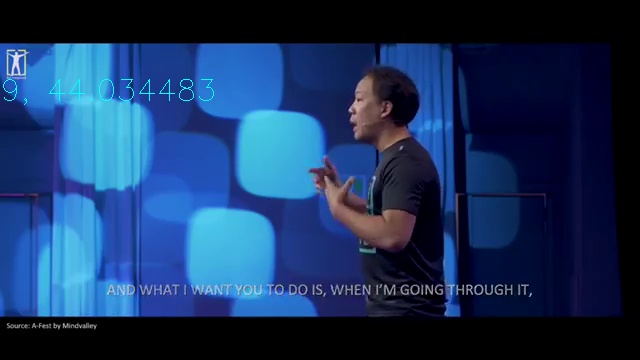 9, 44.034483
AND WHAT I WANT YOU TO DO IS, WHEN I'M GOING THROUGH IT,
Source: A-Fest by Mindvalley